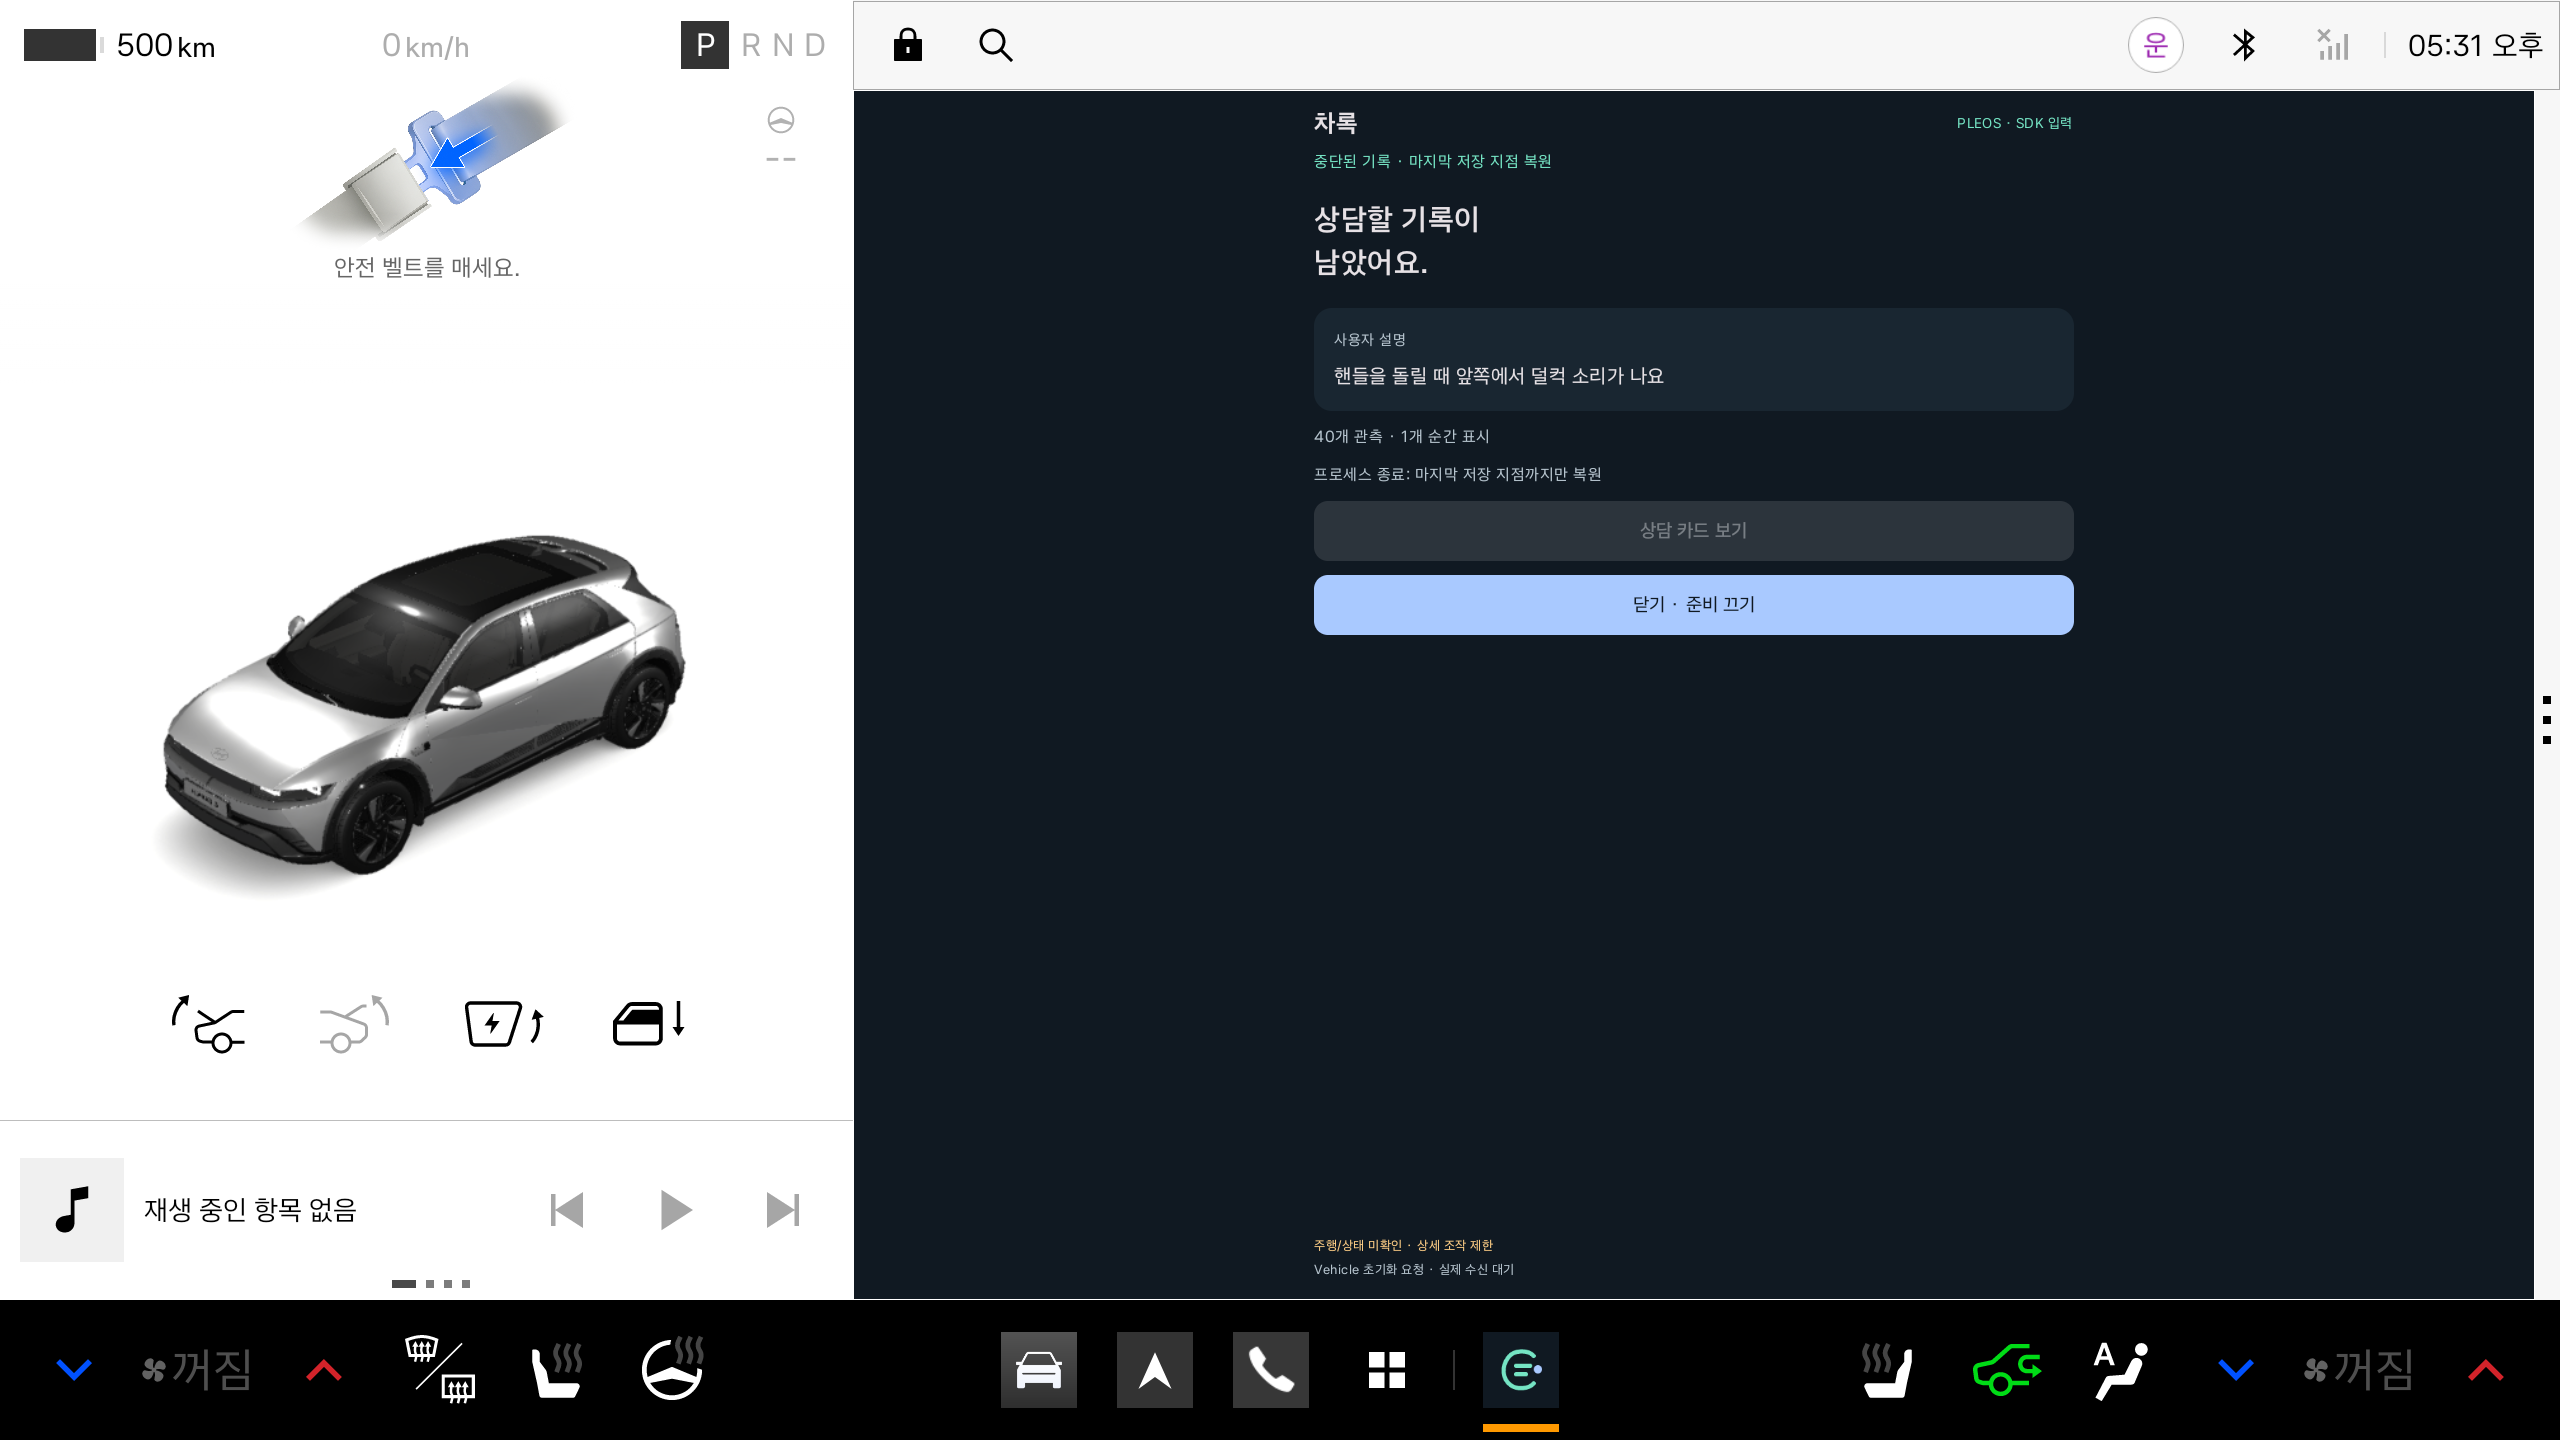 500 km
0 km/h
P R N D
안전 벨트를 매세요.
재생 중인 항목 없음
운
05:31 오후
차록
PLEOS · SDK 입력
중단된 기록 · 마지막 저장 지점 복원
상담할 기록이
남았어요.
사용자 설명
핸들을 돌릴 때 앞쪽에서 덜컥 소리가 나요
40개 관측 · 1개 순간 표시
프로세스 종료: 마지막 저장 지점까지만 복원
상담 카드 보기
닫기 · 준비 끄기
주행/상태 미확인 · 상세 조작 제한
Vehicle 초기화 요청 · 실제 수신 대기
꺼짐
A
꺼짐